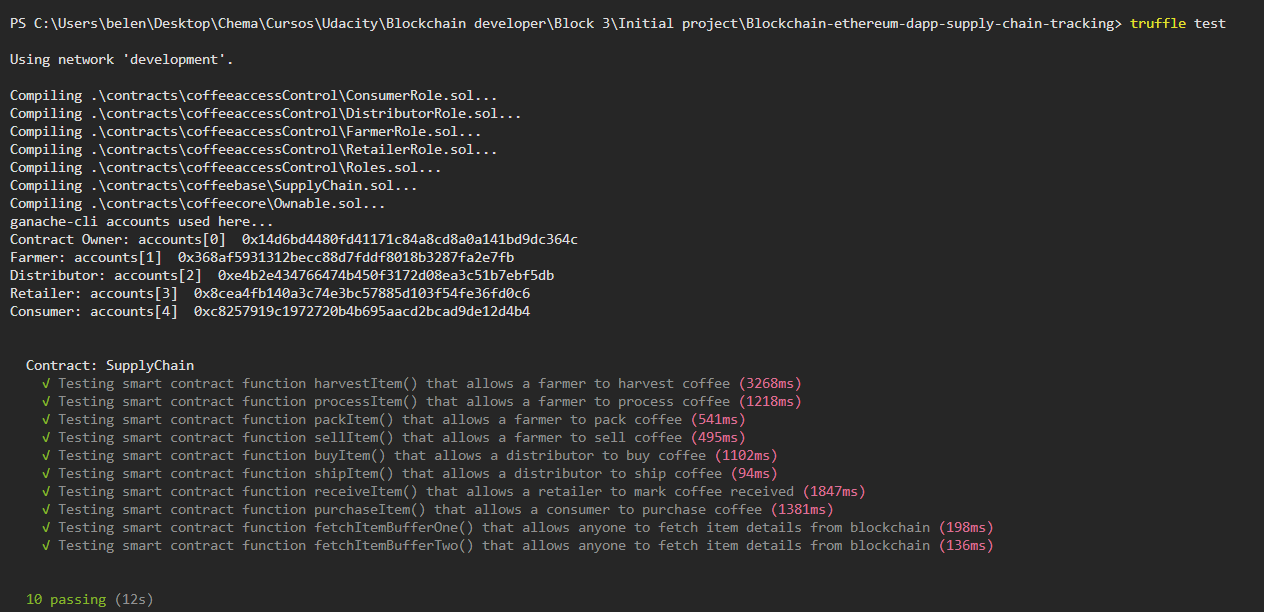 PS C:\Users\belen\Desktop\Chema\Cursos\Udacity\Blockchain developer\Block 3\Initial project\Blockchain-ethereum-dapp-supply-chain-tracking> truffle test
Using network 'development'.
Compiling .\contracts\coffeeaccessControl\ConsumerRole.sol...
Compiling .\contracts\coffeeaccessControl\DistributorRole.sol...
Compiling .\contracts\coffeeaccessControl\FarmerRole.sol...
Compiling .\contracts\coffeeaccessControl\RetailerRole.sol...
Compiling .\contracts\coffeeaccessControl\Roles.sol...
Compiling .\contracts\coffeebase\SupplyChain.sol...
Compiling .\contracts\coffeecore\Ownable.sol...
ganache-cli accounts used here...
Contract Owner: accounts[0]  0x14d6bd4480fd41171c84a8cd8a0a141bd9dc364c
Farmer: accounts[1]  0x368af5931312becc88d7fddf8018b3287fa2e7fb
Distributor: accounts[2]  0xe4b2e434766474b450f3172d08ea3c51b7ebf5db
Retailer: accounts[3]  0x8cea4fb140a3c74e3bc57885d103f54fe36fd0c6
Consumer: accounts[4]  0xc8257919c1972720b4b695aacd2bcad9de12d4b4
Contract: SupplyChain
√ Testing smart contract function harvestItem() that allows a farmer to harvest coffee (3268ms)
√ Testing smart contract function processItem() that allows a farmer to process coffee (1218ms)
√ Testing smart contract function packItem() that allows a farmer to pack coffee (541ms)
√ Testing smart contract function sellItem() that allows a farmer to sell coffee (495ms)
√ Testing smart contract function buyItem() that allows a distributor to buy coffee (1102ms)
√ Testing smart contract function shipItem() that allows a distributor to ship coffee (94ms)
√ Testing smart contract function receiveItem() that allows a retailer to mark coffee received (1847ms)
√ Testing smart contract function purchaseItem() that allows a consumer to purchase coffee (1381ms)
√ Testing smart contract function fetchItemBufferOne() that allows anyone to fetch item details from blockchain (198ms)
√ Testing smart contract function fetchItemBufferTwo() that allows anyone to fetch item details from blockchain (136ms)
10 passing (12s)